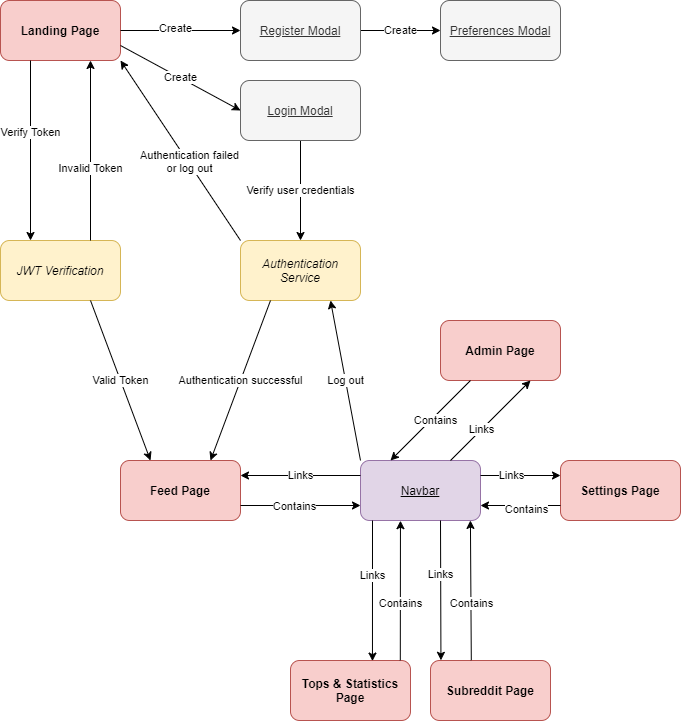 Landing Page
Create
Register Modal
Create
Preferences Modal
Create
Login Modal
Verify Token
Invalid Token
Authentication failed
or log out
Verify user credentials
JWT Verification
Authentication
Service
Valid Token
Authentication successful
Log out
Admin Page
Contains
Links
Feed Page
Links
Contains
Navbar
Links
Contains
Settings Page
Links
Contains
Links
Contains
Tops & Statistics
Page
Subreddit Page